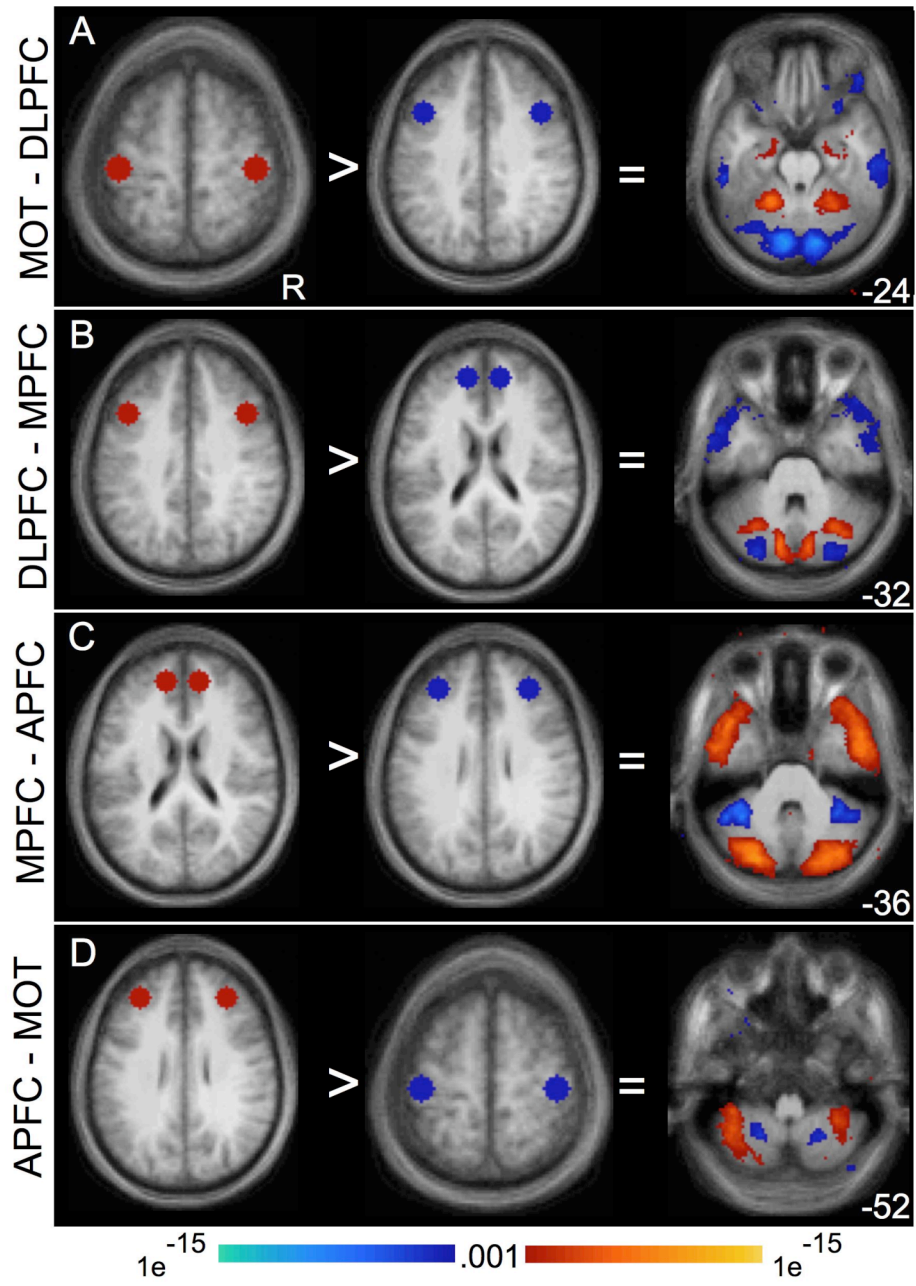 MOT - DLPFC
A
>
=
R
-24
DLPFC - MPFC
B
>
=
-32
MPFC - APFC
C
>
=
-36
APFC - MOT
D
>
=
-52
1e-15 .001 1e-15